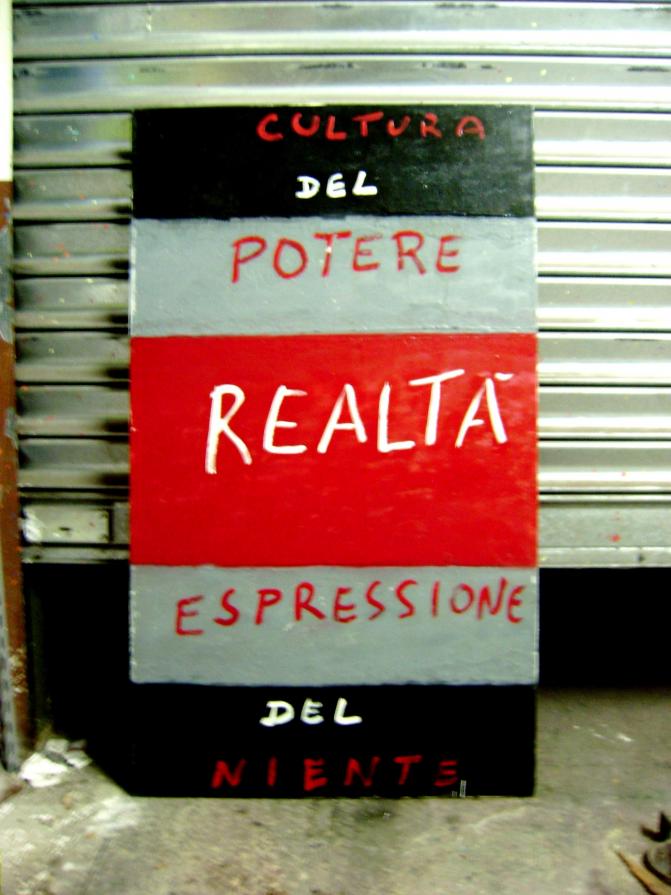 CULTURA
DEL
POTERE
REALTÀ
ESPRESSIONE
DEL
NIENTE